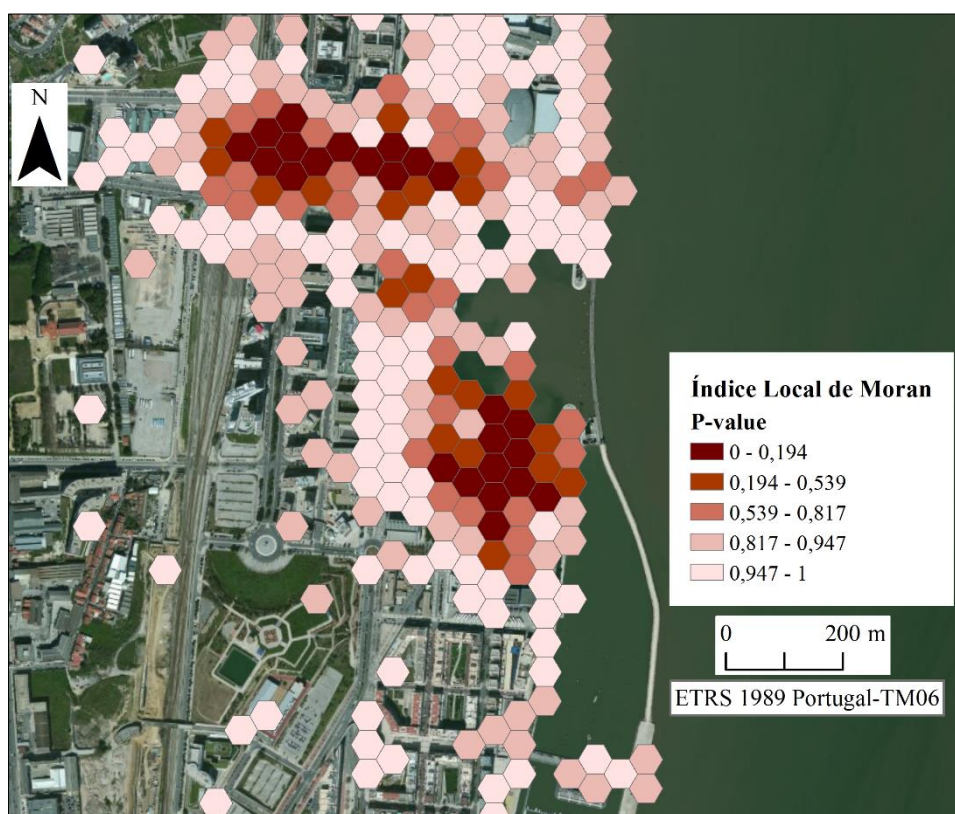 N
Índice Local de Moran
P-value
0 - 0,194
0,194 - 0,539
0,539 - 0,817
0,817 - 0,947
0,947 - 1
0 200 m
ETRS 1989 Portugal-TM06